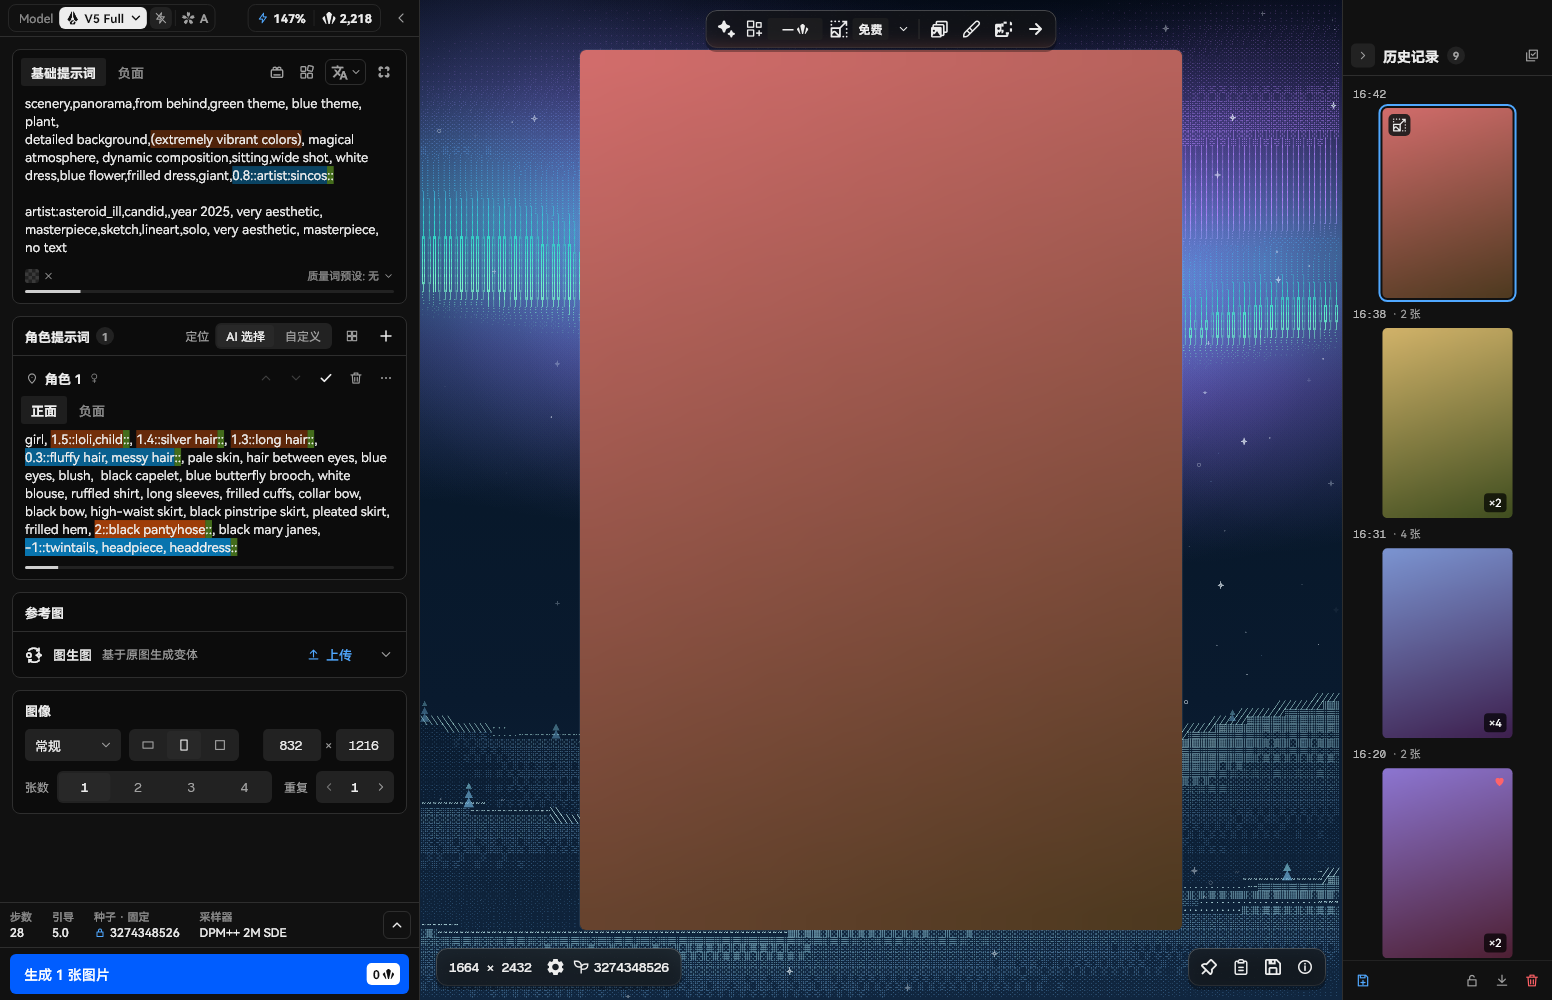 Model V5 Full A 147% 2,218
基础提示词 负面
scenery,panorama,from behind,green theme, blue theme,
plant,
detailed background,(extremely vibrant colors), magical
atmosphere, dynamic composition,sitting,wide shot, white
dress,blue flower,frilled dress,giant,0.8::artist:sincos::
artist:asteroid_ill,candid,,year 2025, very aesthetic,
masterpiece,sketch,lineart,solo, very aesthetic, masterpiece,
no text
质量词预设: 无
角色提示词 1 定位 AI 选择 自定义
角色 1
正面 负面
girl, 1.5::loli,child::, 1.4::silver hair::, 1.3::long hair::,
0.3::fluffy hair, messy hair::, pale skin, hair between eyes, blue
eyes, blush,  black capelet, blue butterfly brooch, white
blouse, ruffled shirt, long sleeves, frilled cuffs, collar bow,
black bow, high-waist skirt, black pinstripe skirt, pleated skirt,
frilled hem, 2::black pantyhose::, black mary janes,
-1::twintails, headpiece, headdress::
参考图
图生图 基于原图生成变体 上传
图像
常规 832 × 1216
张数 1 2 3 4 重复 1
步数 引导 种子 · 固定 采样器
28 5.0 3274348526 DPM++ 2M SDE
生成 1 张图片 0
免费
1664 × 2432 3274348526
历史记录 9
16:42
16:38 · 2 张
×2
16:31 · 4 张
×4
16:20 · 2 张
×2